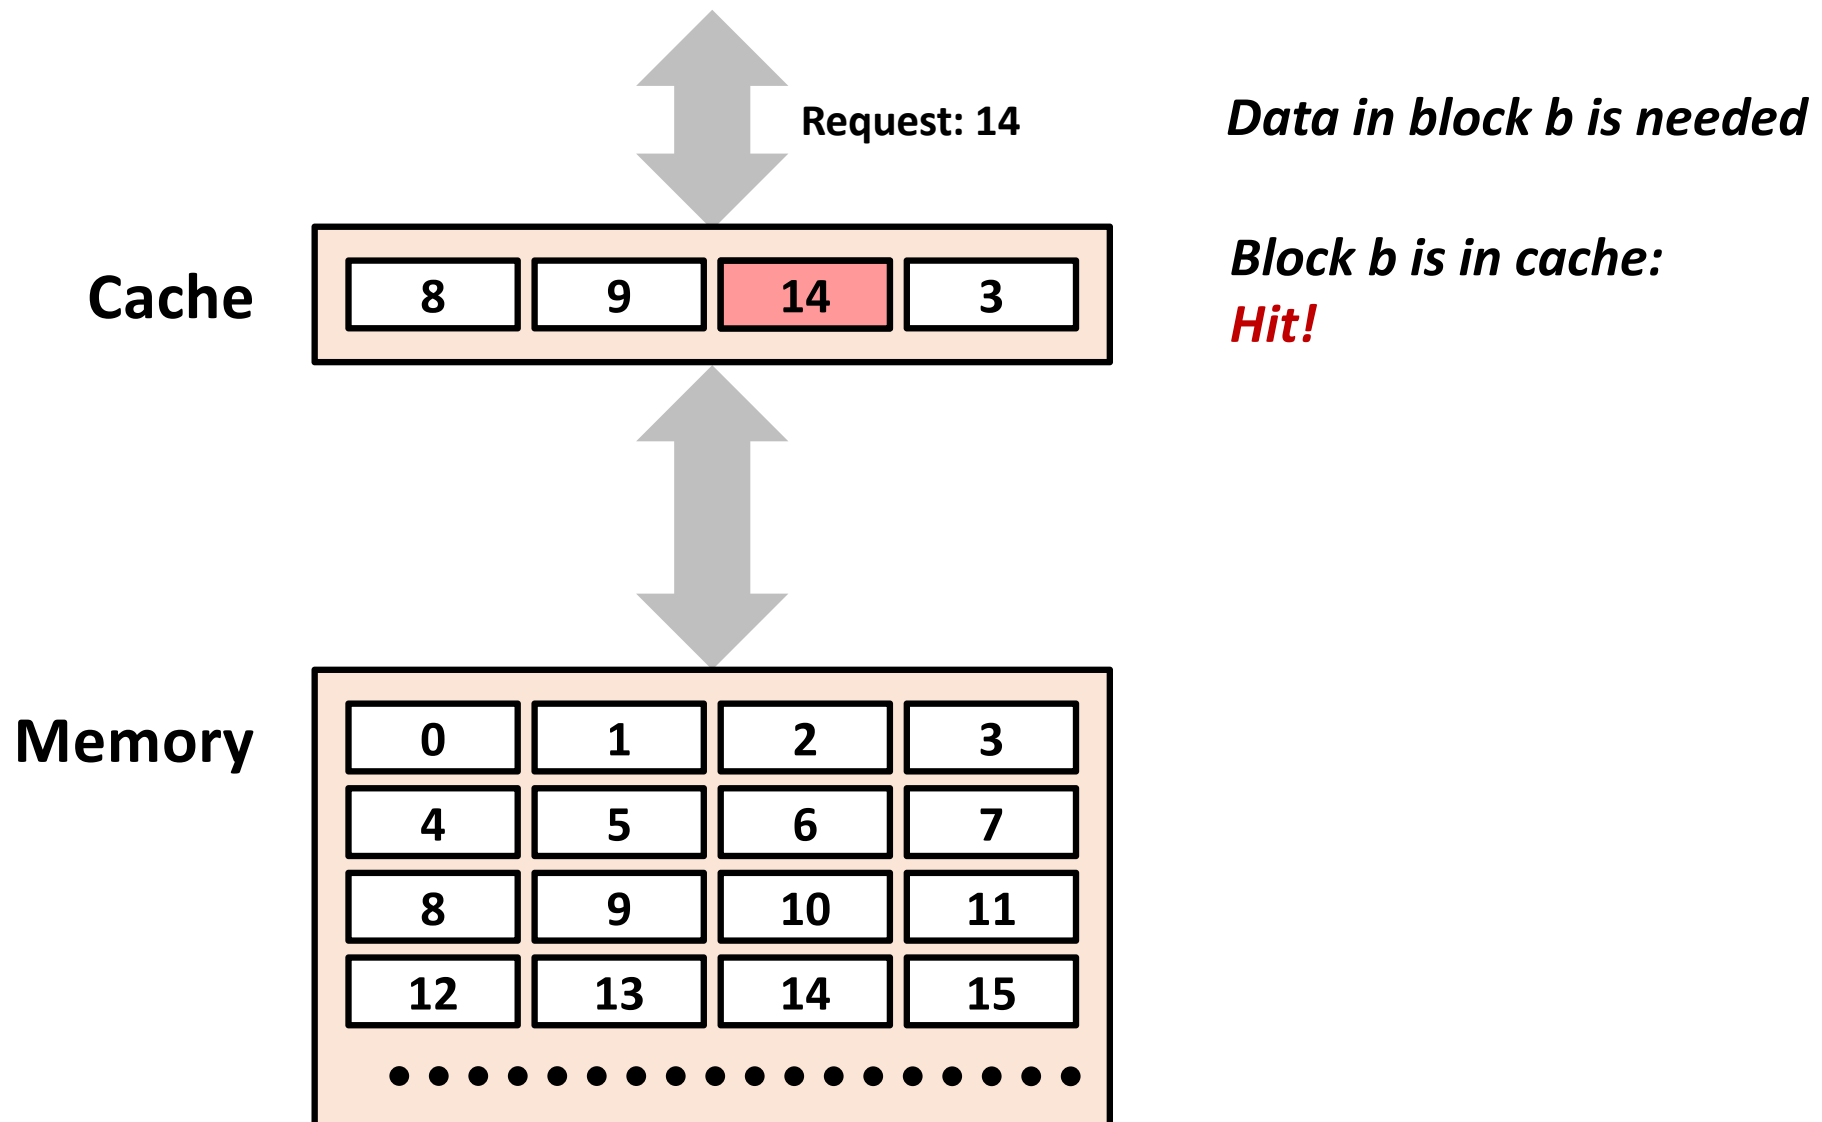 Request: 14
Data in block b is needed
Cache
8 9 14 3
Block b is in cache:
Hit!
Memory
0 1 2 3
4 5 6 7
8 9 10 11
12 13 14 15